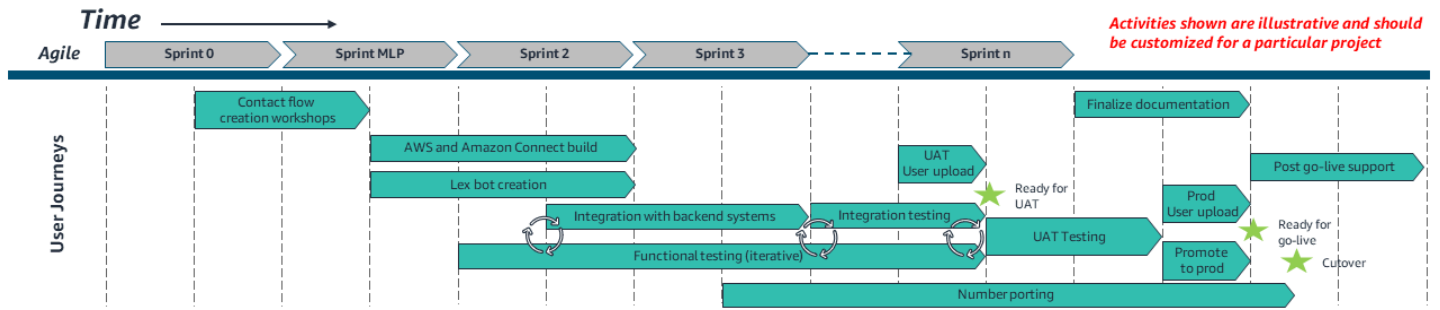 Time
Activities shown are illustrative and should
be customized for a particular project
Agile
Sprint 0
Sprint MLP
Sprint 2
Sprint 3
Sprint n
User Journeys
Contact flow
creation workshops
Finalize documentation
AWS and Amazon Connect build
UAT
User upload
Post go-live support
Lex bot creation
Ready for
UAT
Prod
User upload
Integration with backend systems
Integration testing
UAT Testing
Ready for
go-live
Functional testing (iterative)
Promote
to prod
Cutover
Number porting